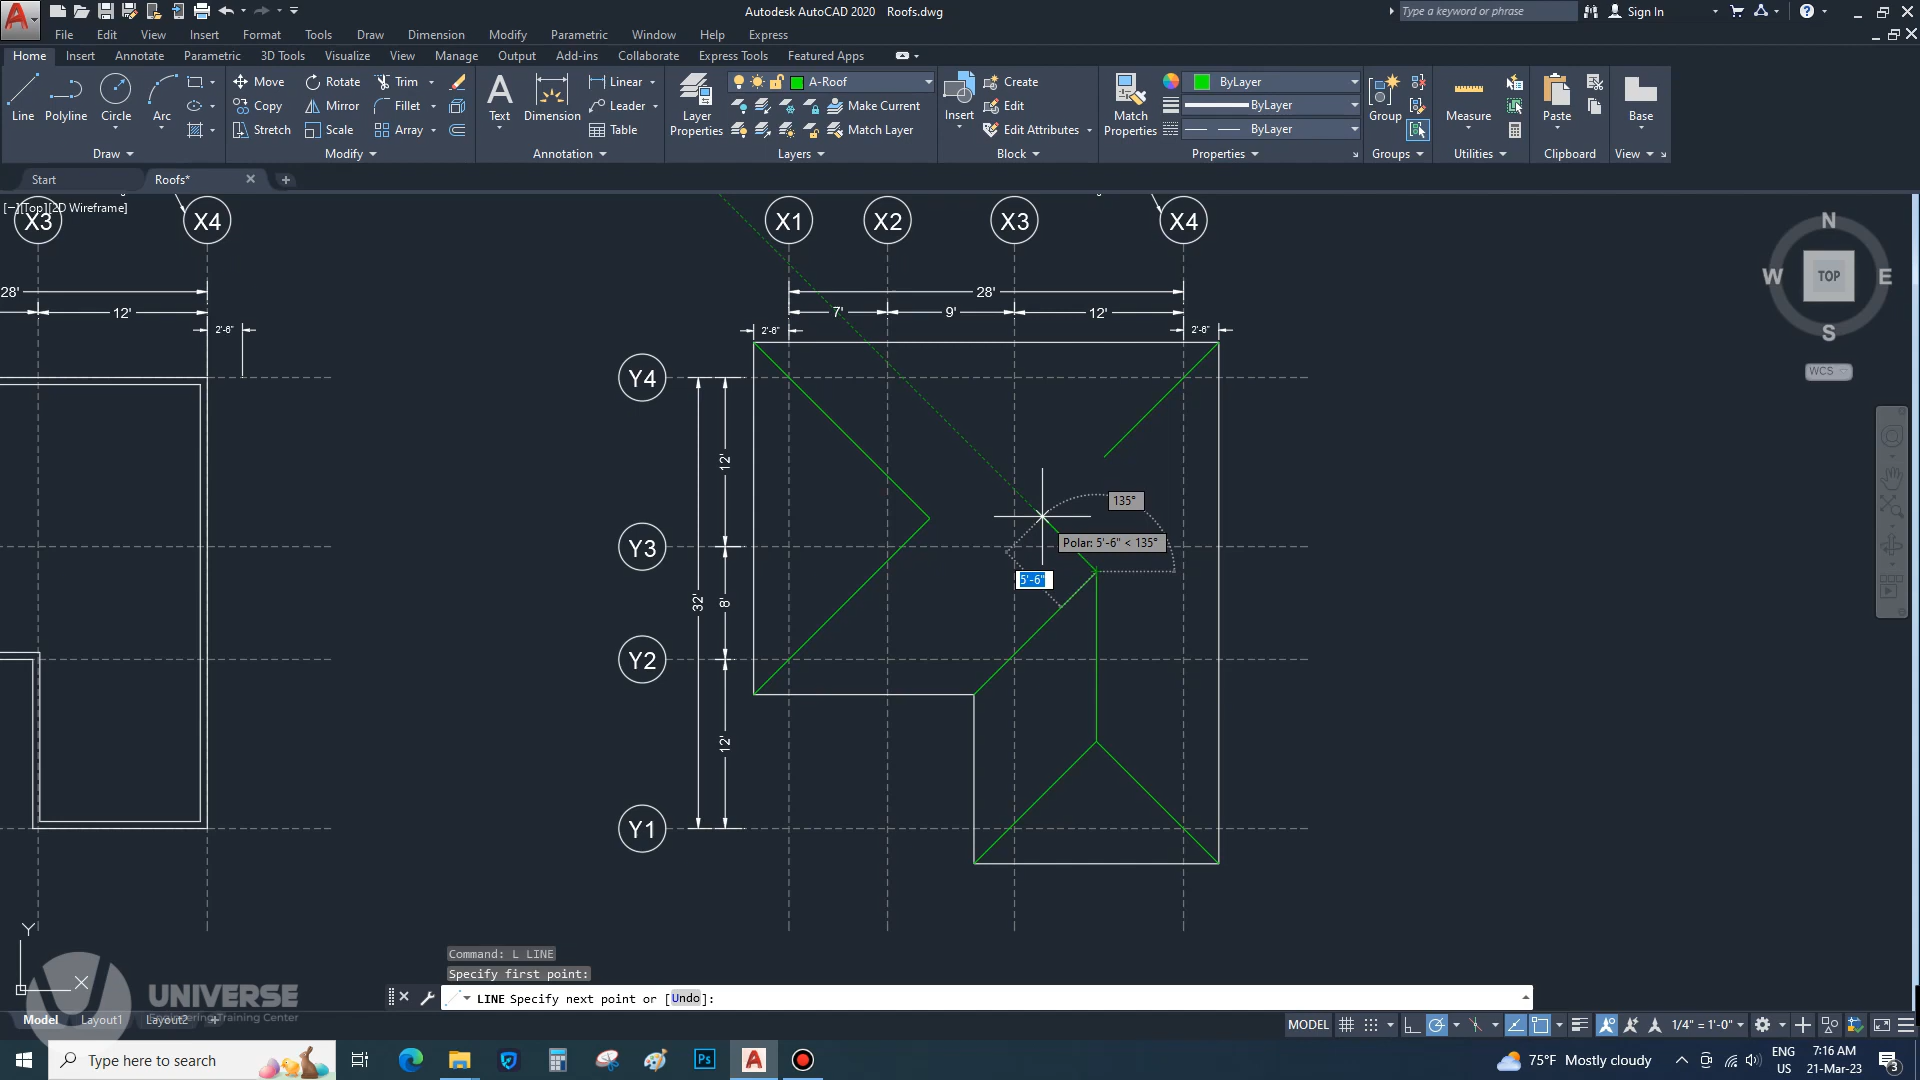 Autodesk AutoCAD 2020 Roofs.dwg
Type a keyword or phrase
Sign In
File Edit View Insert Format Tools Draw Dimension Modify Parametric Window Help Express
Home Insert Annotate Parametric 3D Tools Visualize View Manage Output Add-ins Collaborate Express Tools Featured Apps
Line Polyline Circle Arc
Move Rotate Trim
Copy Mirror Fillet
Stretch Scale Array
Text Dimension
Linear
Leader
Table
Layer Properties
A-Roof
Make Current
Match Layer
Insert
Create
Edit
Edit Attributes
Match Properties
ByLayer
ByLayer
ByLayer
Group
Measure
Paste
Base
Draw Modify Annotation Layers Block Properties Groups Utilities Clipboard View
Start Roofs*
[−][Top][2D Wireframe]
X3 X4 X1 X2 X3 X4
N
W TOP E
S
WCS
28' 28'
12' 7' 9' 12'
2'-6" 2'-6" 2'-6"
Y4
12'
135°
Y3
Polar: 5'-6" < 135°
5'-6"
32' 8'
Y2
12'
Y1
Y
X
UNIVERSE
Engineering Training Center
Command: L LINE
Specify first point:
LINE Specify next point or [Undo]:
Model Layout1 Layout2
MODEL 1/4" = 1'-0"
Type here to search
Ps
A
75°F Mostly cloudy
ENG
US
7:16 AM
21-Mar-23
3